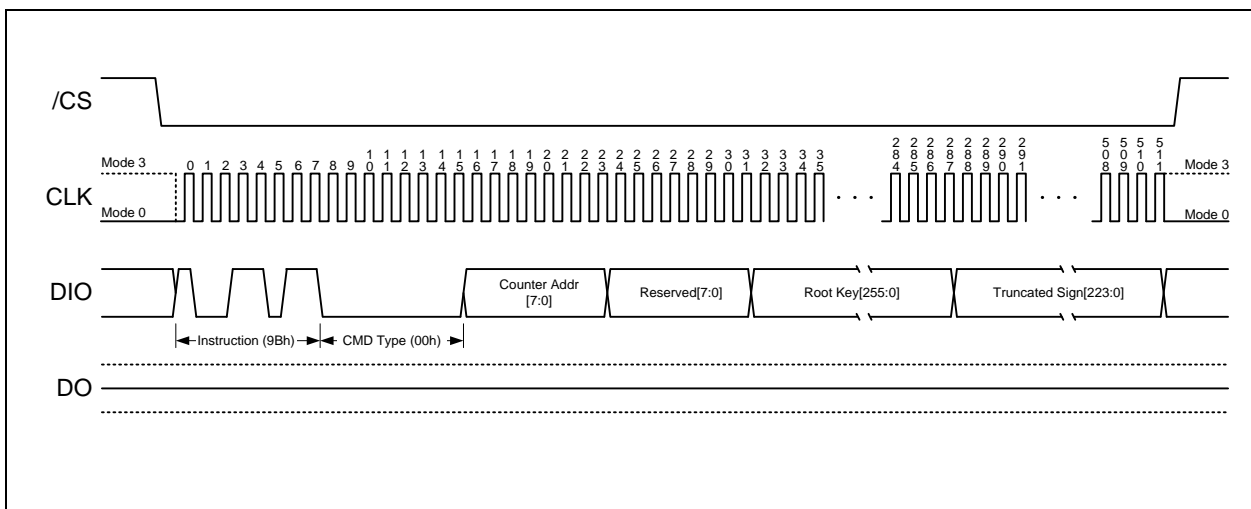 /CS
Mode 3
0 1 2 3 4 5 6 7 8 9 10 11 12 13 14 15 16 17 18 19 20 21 22 23 24 25 26 27 28 29 30 31 32 33 34 35 284 285 286 287 288 289 290 291 508 509 510 511
Mode 3
CLK
. . .
. . .
Mode 0
Mode 0
DIO
Counter Addr
[7:0]
Reserved[7:0]
Root Key[255:0]
Truncated Sign[223:0]
Instruction (9Bh)
CMD Type (00h)
DO